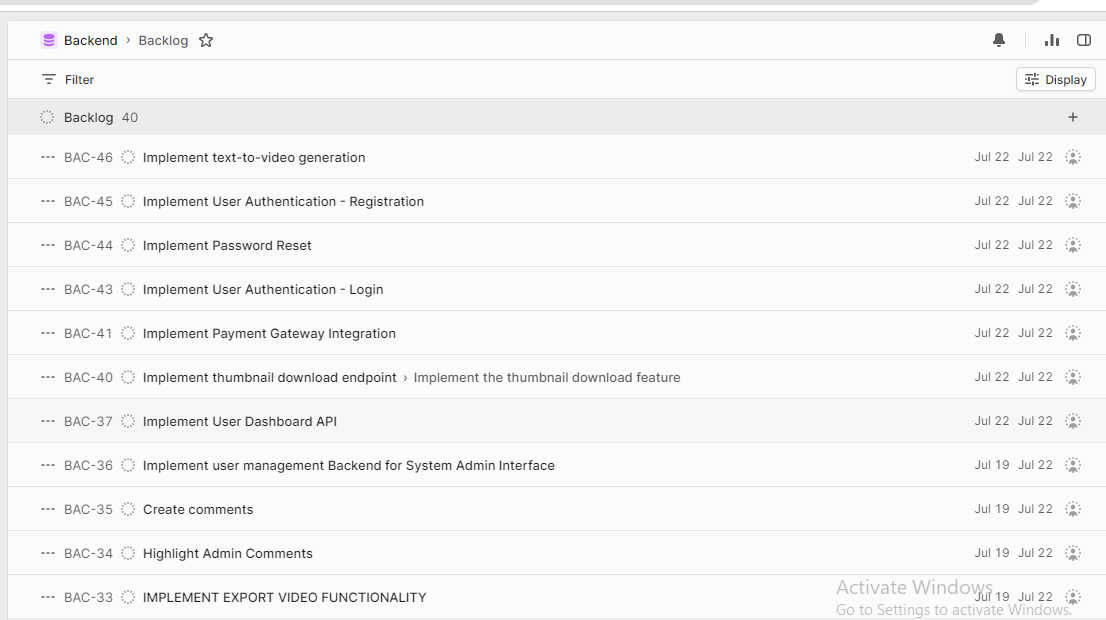 Backend › Backlog
Filter Display
Backlog 40 +
--- BAC-46 Implement text-to-video generation Jul 22 Jul 22
--- BAC-45 Implement User Authentication - Registration Jul 22 Jul 22
--- BAC-44 Implement Password Reset Jul 22 Jul 22
--- BAC-43 Implement User Authentication - Login Jul 22 Jul 22
--- BAC-41 Implement Payment Gateway Integration Jul 22 Jul 22
--- BAC-40 Implement thumbnail download endpoint › Implement the thumbnail download feature Jul 22 Jul 22
--- BAC-37 Implement User Dashboard API Jul 22 Jul 22
--- BAC-36 Implement user management Backend for System Admin Interface Jul 19 Jul 22
--- BAC-35 Create comments Jul 19 Jul 22
--- BAC-34 Highlight Admin Comments Jul 19 Jul 22
--- BAC-33 IMPLEMENT EXPORT VIDEO FUNCTIONALITY Jul 19 Jul 22
Activate Windows
Go to Settings to activate Windows.